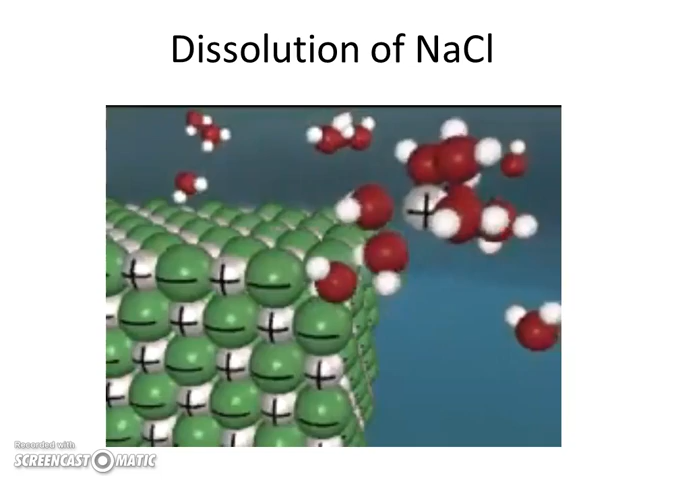 Dissolution of NaCl
+ − + −
− + − + −
− + − + − +
+ − + − + −
− + − + −
Recorded with
SCREENCAST-O-MATIC